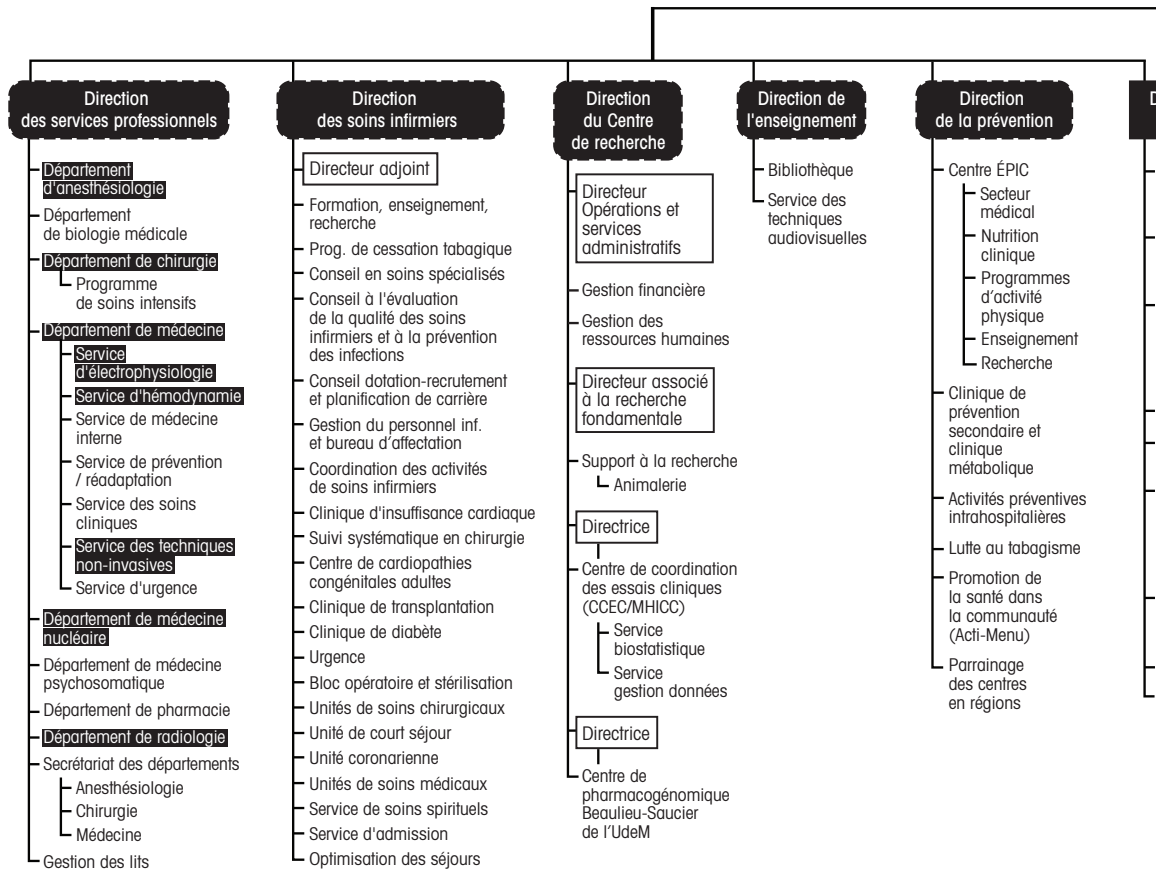 Direction
des services professionnels
Département
d'anesthésiologie
Département
de biologie médicale
Département de chirurgie
Programme
de soins intensifs
Département de médecine
Service
d'électrophysiologie
Service d'hémodynamie
Service de médecine
interne
Service de prévention
/ réadaptation
Service des soins
cliniques
Service des techniques
non-invasives
Service d'urgence
Département de médecine
nucléaire
Département de médecine
psychosomatique
Département de pharmacie
Département de radiologie
Secrétariat des départements
Anesthésiologie
Chirurgie
Médecine
Gestion des lits
Direction
des soins infirmiers
Directeur adjoint
Formation, enseignement,
recherche
Prog. de cessation tabagique
Conseil en soins spécialisés
Conseil à l'évaluation
de la qualité des soins
infirmiers et à la prévention
des infections
Conseil dotation-recrutement
et planification de carrière
Gestion du personnel inf.
et bureau d'affectation
Coordination des activités
de soins infirmiers
Clinique d'insuffisance cardiaque
Suivi systématique en chirurgie
Centre de cardiopathies
congénitales adultes
Clinique de transplantation
Clinique de diabète
Urgence
Bloc opératoire et stérilisation
Unités de soins chirurgicaux
Unité de court séjour
Unité coronarienne
Unités de soins médicaux
Service de soins spirituels
Service d'admission
Optimisation des séjours
Direction
du Centre
de recherche
Directeur
Opérations et
services
administratifs
Gestion financière
Gestion des
ressources humaines
Directeur associé
à la recherche
fondamentale
Support à la recherche
Animalerie
Directrice
Centre de coordination
des essais cliniques
(CCEC/MHICC)
Service
biostatistique
Service
gestion données
Directrice
Centre de
pharmacogénomique
Beaulieu-Saucier
de l'UdeM
Direction de
l'enseignement
Bibliothèque
Service des
techniques
audiovisuelles
Direction
de la prévention
Centre ÉPIC
Secteur
médical
Nutrition
clinique
Programmes
d'activité
physique
Enseignement
Recherche
Clinique de
prévention
secondaire et
clinique
métabolique
Activités préventives
intrahospitalières
Lutte au tabagisme
Promotion de
la santé dans
la communauté
(Acti-Menu)
Parrainage
des centres
en régions